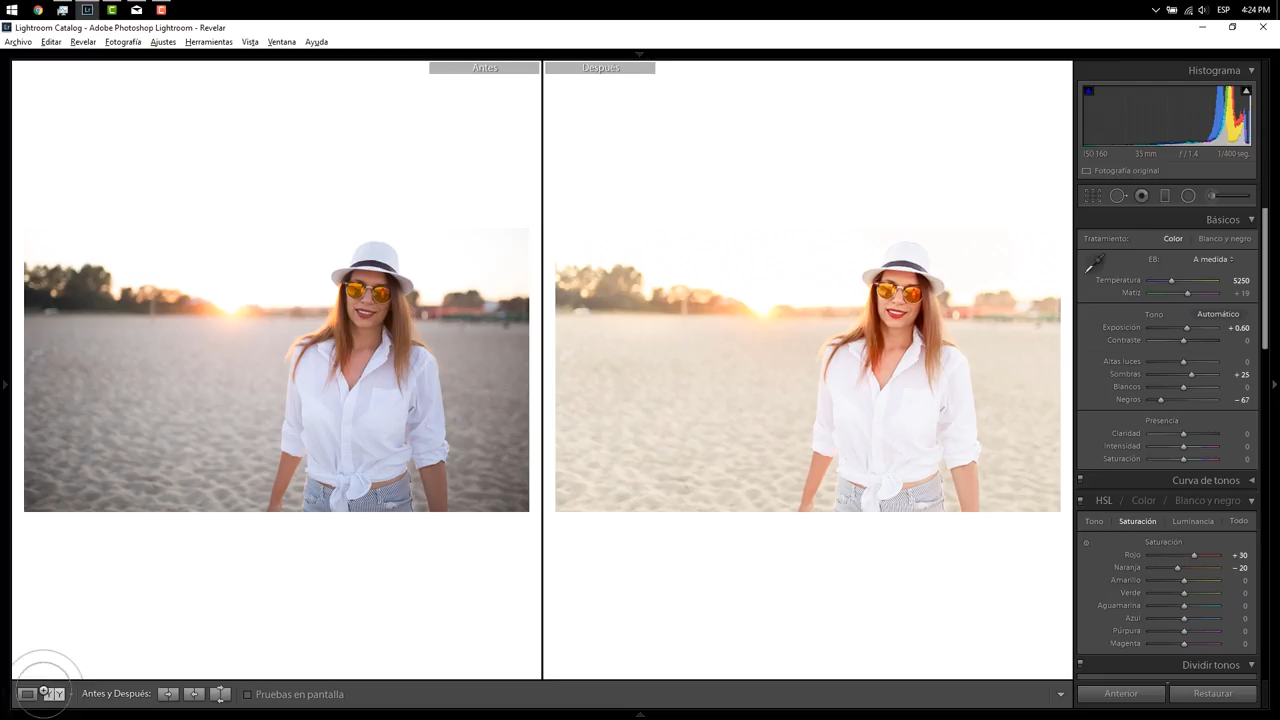 ESP 4:24 PM
Lightroom Catalog - Adobe Photoshop Lightroom - Revelar
Archivo Editar Revelar Fotografía Ajustes Herramientas Vista Ventana Ayuda
Antes Después
Histograma
ISO 160 35 mm ƒ / 1.4 1/400 seg.
Fotografía original
Básicos
Tratamiento: Color Blanco y negro
EB: A medida
Temperatura 5250
Matiz + 19
Tono Automático
Exposición + 0.60
Contraste 0
Altas luces 0
Sombras + 25
Blancos 0
Negros − 67
Presencia
Claridad 0
Intensidad 0
Saturación 0
Curva de tonos
HSL / Color / Blanco y negro
Tono Saturación Luminancia Todo
Saturación
Rojo + 30
Naranja − 20
Amarillo 0
Verde 0
Aguamarina 0
Azul 0
Púrpura 0
Magenta 0
Dividir tonos
Antes y Después: Pruebas en pantalla
Anterior Restaurar